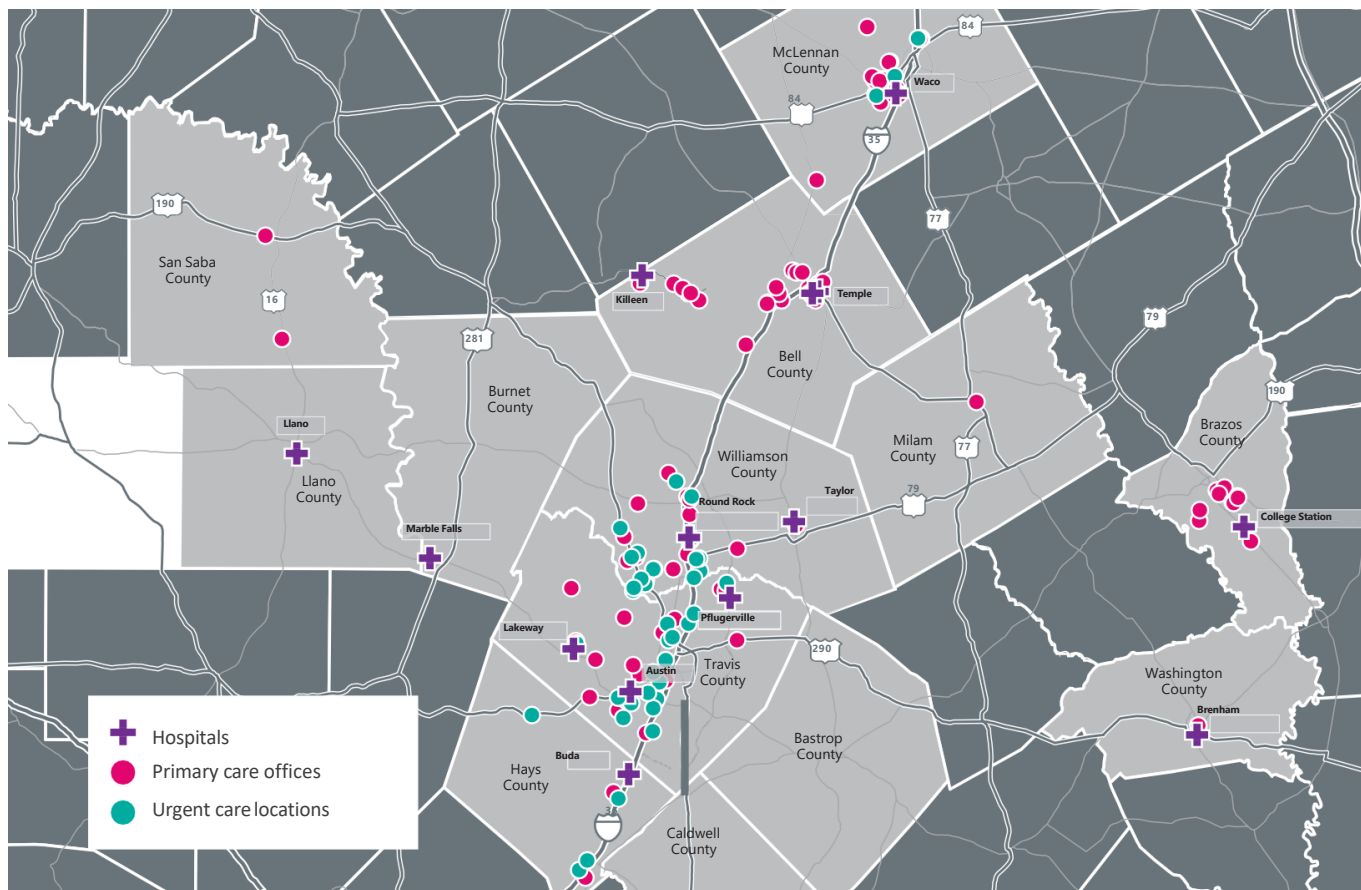 84
McLennan
County
Waco
84
35
190
77
San Saba
County
16
Killeen
Temple
79
281
Bell
County
Burnet
County
190
Brazos
County
Llano
Milam
County
77
Williamson
County
Llano
County
79
Taylor
Round Rock
College Station
Marble Falls
Pflugerville
Lakeway
290
Travis
County
Austin
Washington
County
Brenham
Bastrop
County
Buda
Hays
County
Caldwell
County
Hospitals
Primary care offices
Urgent care locations